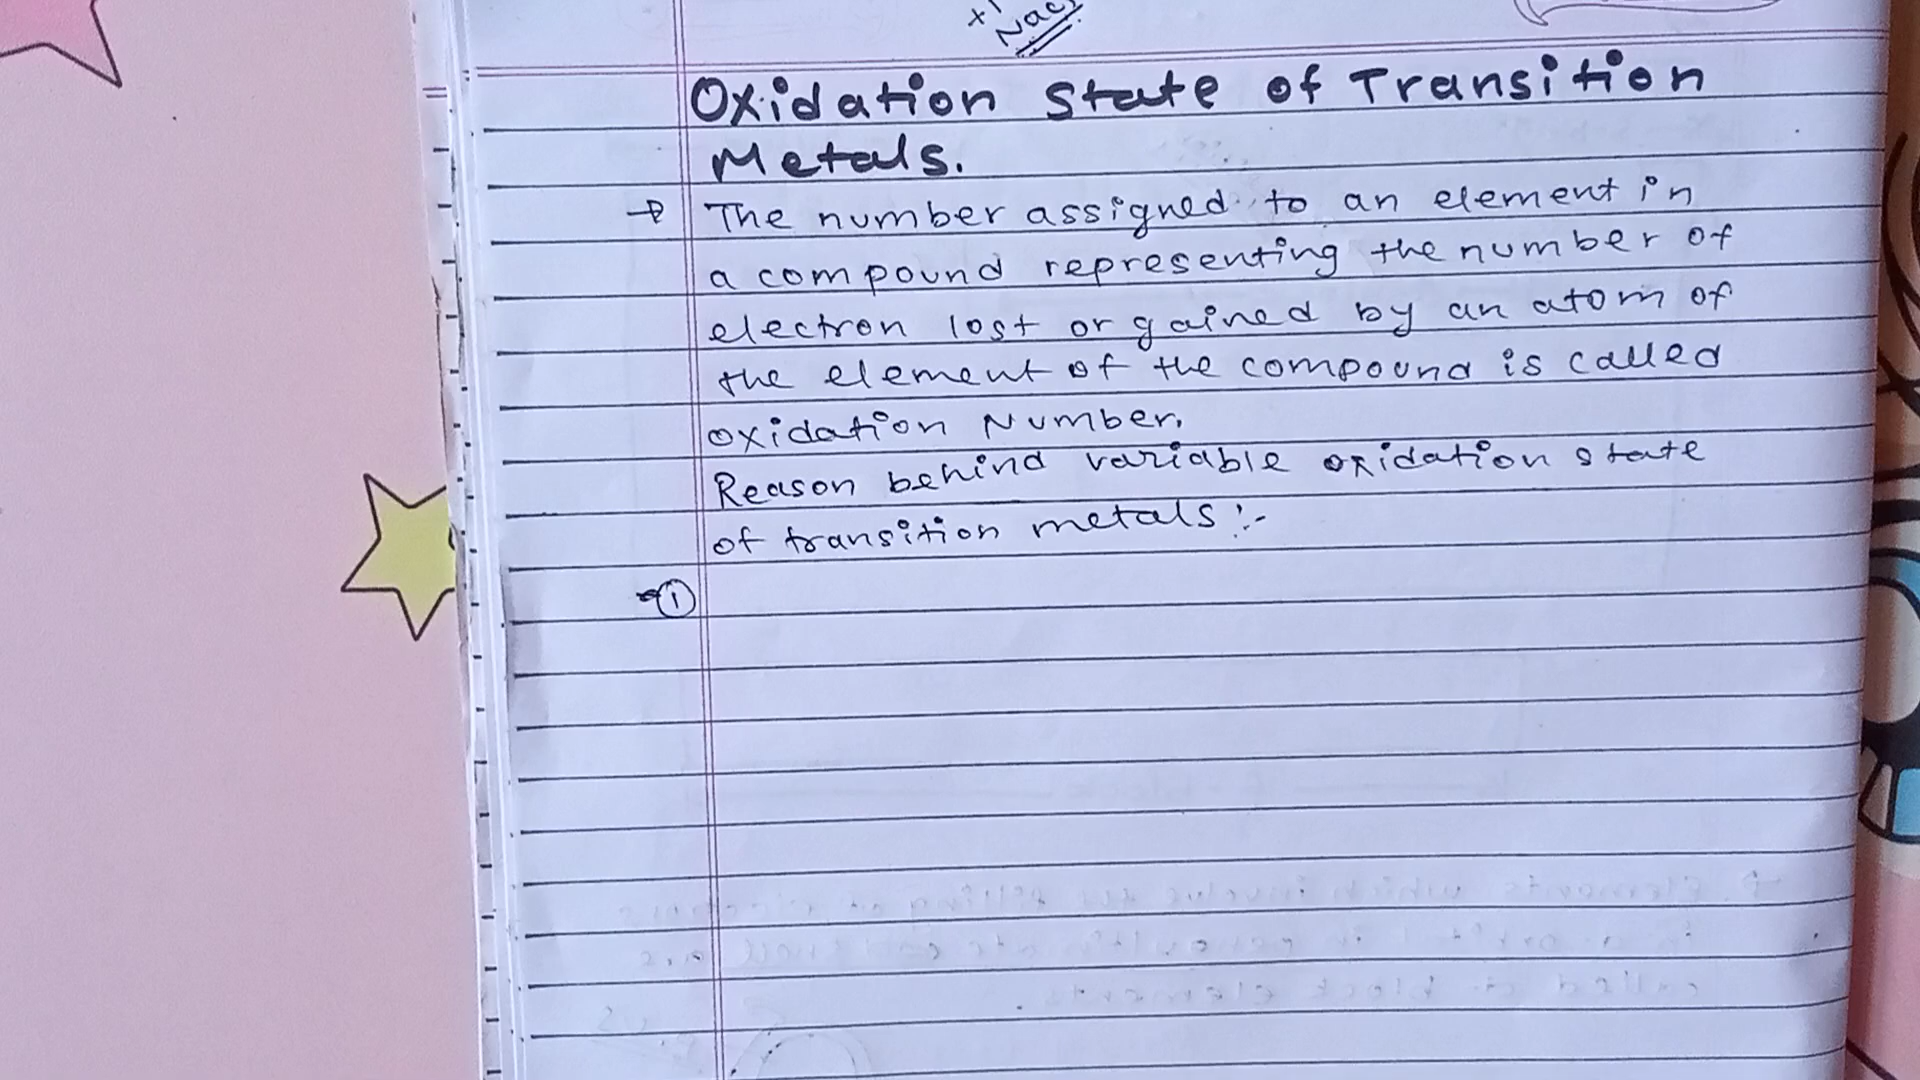 Oxidation State of Transition
Metals.
→ The number assigned to an element in
a compound representing the number of
electron lost or gained by an atom of
the element of the compound is called
oxidation Number.
Reason behind variable oxidation state
of transition metals :-
①